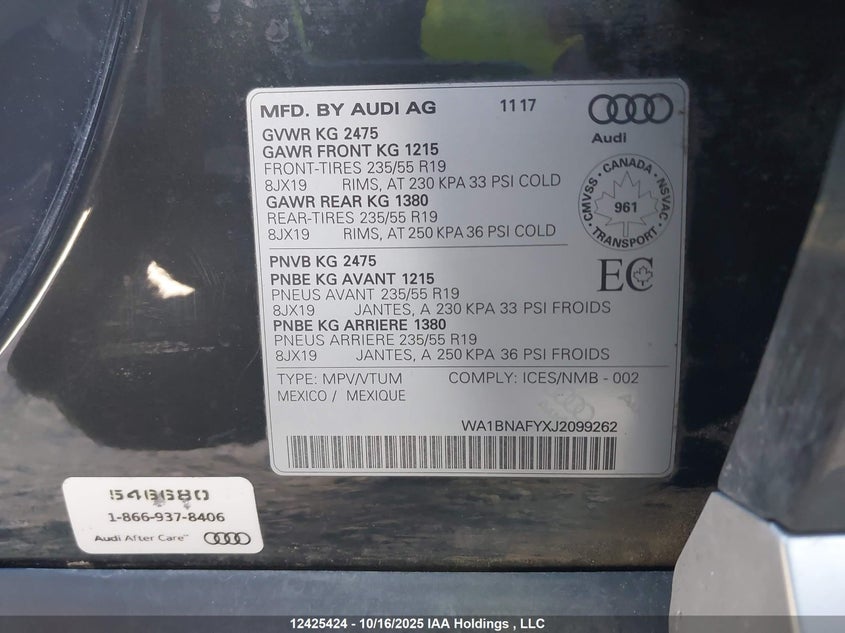 MFD. BY AUDI AG 11 17
Audi
GVWR KG 2475
GAWR FRONT KG 1215
FRONT-TIRES 235/55 R19
8JX19 RIMS, AT 230 KPA 33 PSI COLD
GAWR REAR KG 1380
REAR-TIRES 235/55 R19
8JX19 RIMS, AT 250 KPA 36 PSI COLD
CMVSS · CANADA · NSVAC
961
TRANSPORT
PNVB KG 2475
PNBE KG AVANT 1215
PNEUS AVANT 235/55 R19
8JX19 JANTES, A 230 KPA 33 PSI FROIDS
PNBE KG ARRIERE 1380
PNEUS ARRIERE 235/55 R19
8JX19 JANTES, A 250 KPA 36 PSI FROIDS
EC
TYPE: MPV/VTUM COMPLY: ICES/NMB - 002
MEXICO / MEXIQUE
WA1BNAFYXJ2099262
546680
1-866-937-8406
Audi After Care™
12425424 - 10/16/2025 IAA Holdings , LLC